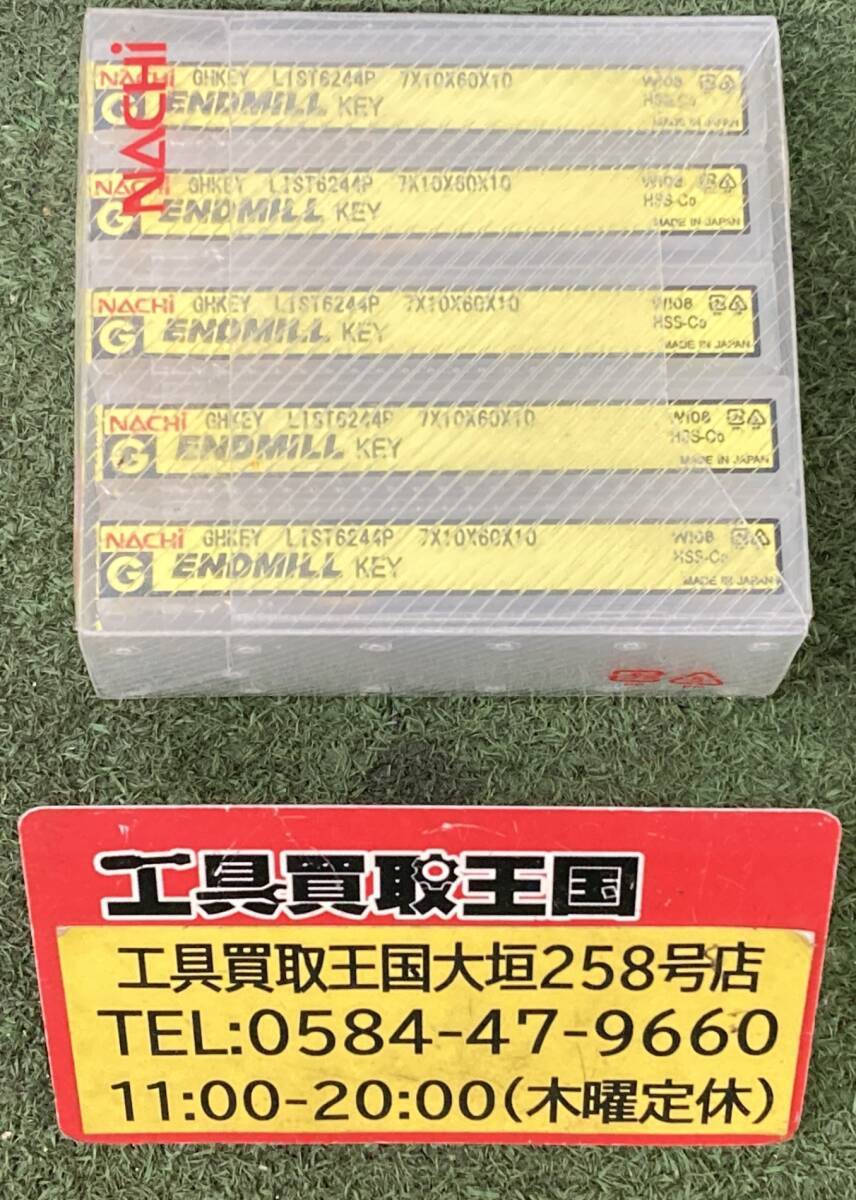 NACHi
NACHi GHKEY LIST6244P 7X10X60X10 WI08
G ENDMILL KEY HSS-Co
MADE IN JAPAN
NACHi GHKEY LIST6244P 7X10X60X10 WI08
G ENDMILL KEY HSS-Co
MADE IN JAPAN
NACHi GHKEY LIST6244P 7X10X60X10 WI08
G ENDMILL KEY HSS-Co
MADE IN JAPAN
NACHi GHKEY LIST6244P 7X10X60X10 WI08
G ENDMILL KEY HSS-Co
MADE IN JAPAN
NACHi GHKEY LIST6244P 7X10X60X10 WI08
G ENDMILL KEY HSS-Co
MADE IN JAPAN
工具買取王国
工具買取王国大垣258号店
TEL:0584-47-9660
11:00-20:00(木曜定休)